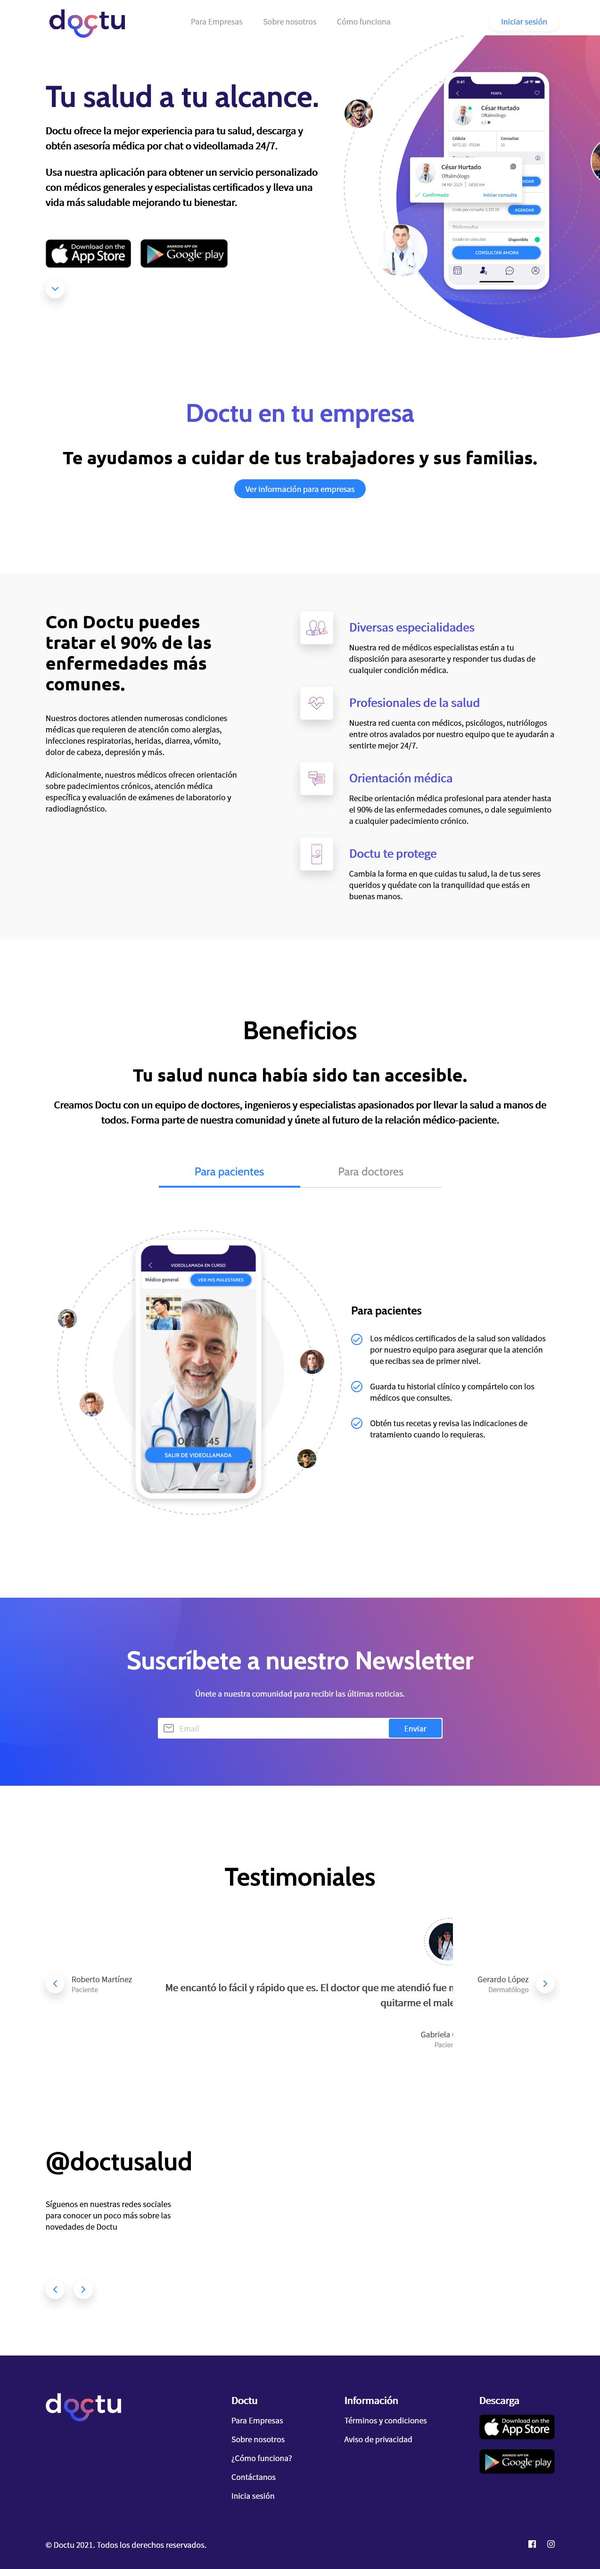 doctu
Para Empresas
Sobre nosotros
Cómo funciona
Iniciar sesión
Tu salud a tu alcance.
Doctu ofrece la mejor experiencia para tu salud, descarga y
obtén asesoría médica por chat o videollamada 24/7.
Usa nuestra aplicación para obtener un servicio personalizado
con médicos generales y especialistas certificados y lleva una
vida más saludable mejorando tu bienestar.
Download on the
App Store
ANDROID APP ON
Google play
PERFIL
César Hurtado
Oftalmólogo
Cédula
Consultas
César Hurtado
Oftalmólogo
Confirmada
Iniciar consulta
AGENDAR
Disponible
CONSULTAR AHORA
Doctu en tu empresa
Te ayudamos a cuidar de tus trabajadores y sus familias.
Ver información para empresas
Con Doctu puedes
tratar el 90% de las
enfermedades más
comunes.
Nuestros doctores atienden numerosas condiciones
médicas que requieren de atención como alergias,
infecciones respiratorias, heridas, diarrea, vómito,
dolor de cabeza, depresión y más.
Adicionalmente, nuestros médicos ofrecen orientación
sobre padecimientos crónicos, atención médica
específica y evaluación de exámenes de laboratorio y
radiodiagnóstico.
Diversas especialidades
Nuestra red de médicos especialistas están a tu
disposición para asesorarte y responder tus dudas de
cualquier condición médica.
Profesionales de la salud
Nuestra red cuenta con médicos, psicólogos, nutriólogos
entre otros avalados por nuestro equipo que te ayudarán a
sentirte mejor 24/7.
Orientación médica
Recibe orientación médica profesional para atender hasta
el 90% de las enfermedades comunes, o dale seguimiento
a cualquier padecimiento crónico.
Doctu te protege
Cambia la forma en que cuidas tu salud, la de tus seres
queridos y quédate con la tranquilidad que estás en
buenas manos.
Beneficios
Tu salud nunca había sido tan accesible.
Creamos Doctu con un equipo de doctores, ingenieros y especialistas apasionados por llevar la salud a manos de
todos. Forma parte de nuestra comunidad y únete al futuro de la relación médico-paciente.
Para pacientes
Para doctores
VIDEOLLAMADA EN CURSO
Médico general
VER MIS MALESTARES
SALIR DE VIDEOLLAMADA
Para pacientes
Los médicos certificados de la salud son validados
por nuestro equipo para asegurar que la atención
que recibas sea de primer nivel.
Guarda tu historial clínico y compártelo con los
médicos que consultes.
Obtén tus recetas y revisa las indicaciones de
tratamiento cuando lo requieras.
Suscríbete a nuestro Newsletter
Únete a nuestra comunidad para recibir las últimas noticias.
Email
Enviar
Testimoniales
Roberto Martínez
Paciente
Me encantó lo fácil y rápido que es. El doctor que me atendió fue
quitarme el male
Gabriela
Pacien
Gerardo López
Dermatólogo
@doctusalud
Síguenos en nuestras redes sociales
para conocer un poco más sobre las
novedades de Doctu
doctu
Doctu
Para Empresas
Sobre nosotros
¿Cómo funciona?
Contáctanos
Inicia sesión
Información
Términos y condiciones
Aviso de privacidad
Descarga
Download on the
App Store
ANDROID APP ON
Google play
© Doctu 2021. Todos los derechos reservados.